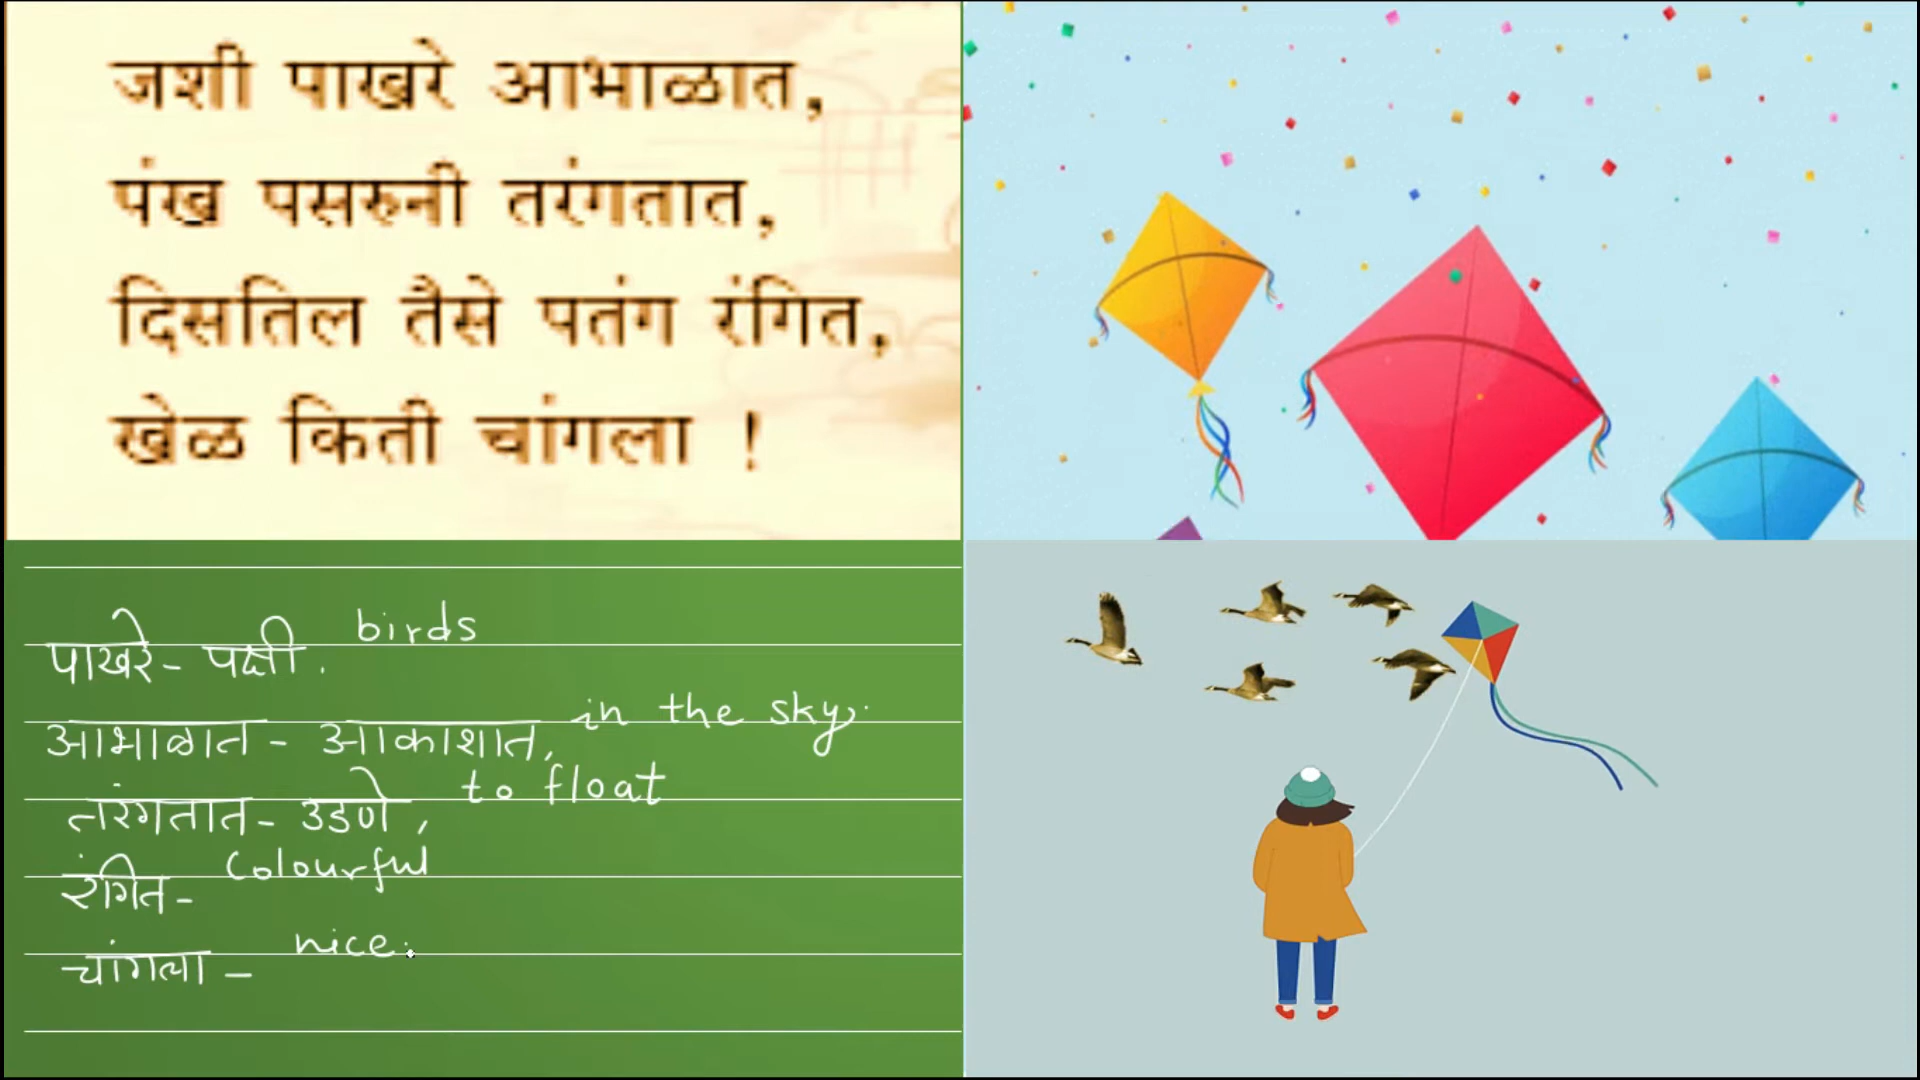 जशी पाखरे आभाळात,
पंख पसरुनी तरंगतात,
दिसतिल तैसे पतंग रंगित,
खेळ किती चांगला !
पाखरे - पक्षी. birds
आभाळात - आकाशात, in the sky.
तरंगतात - उडणे, to float
रंगित - Colourful
चांगला - nice.